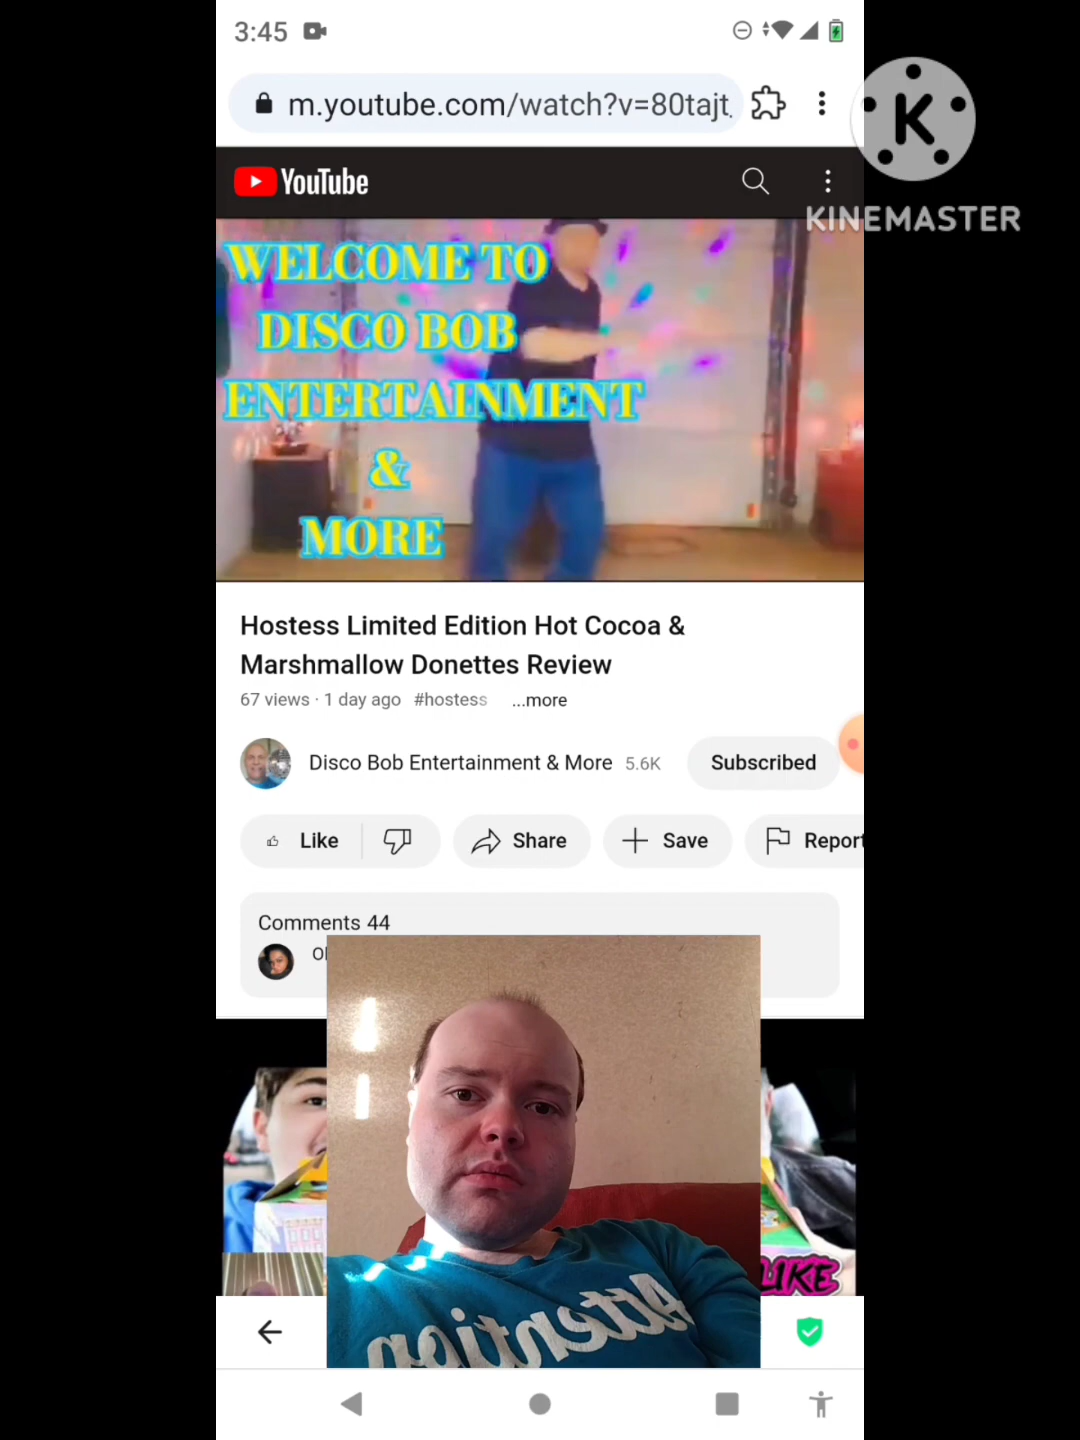 3:45
m.youtube.com/watch?v=80tajt
K
KINEMASTER
YouTube
WELCOME TO
DISCO BOB
ENTERTAINMENT
&
MORE
Hostess Limited Edition Hot Cocoa &
Marshmallow Donettes Review
67 views · 1 day ago #hostess ...more
Disco Bob Entertainment & More 5.6K Subscribed
Like Share Save Report
Comments 44
Attention
LIKE